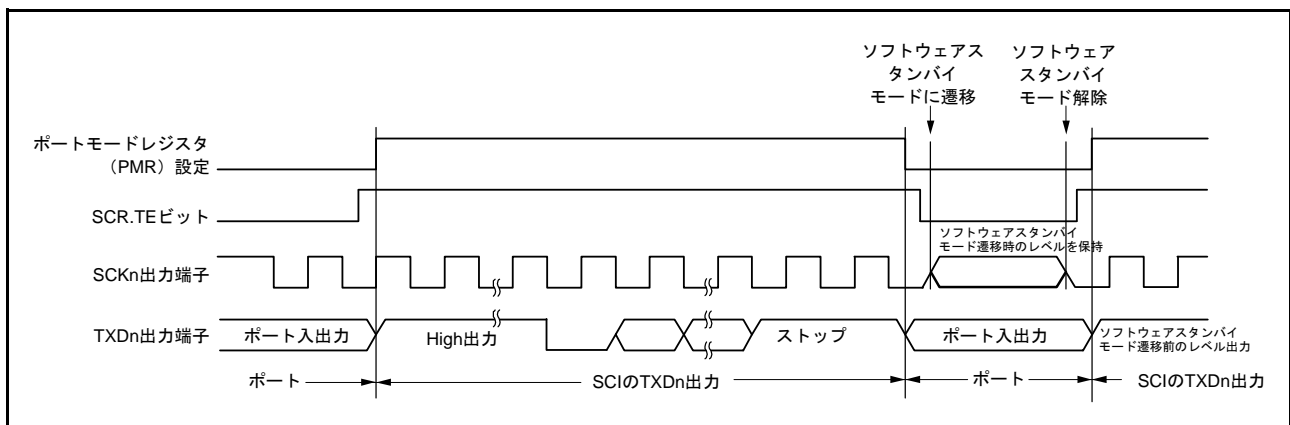 ソフトウェアス
タンバイ
モードに遷移
ソフトウェア
スタンバイ
モード解除
ポートモードレジスタ
（PMR）設定
SCR.TEビット
ソフトウェアスタンバイ
モード遷移時のレベルを保持
SCKn出力端子
TXDn出力端子
ポート入出力
High出力
ストップ
ポート入出力
ソフトウェアスタンバイ
モード遷移前のレベル出力
ポート
SCIのTXDn出力
ポート
SCIのTXDn出力